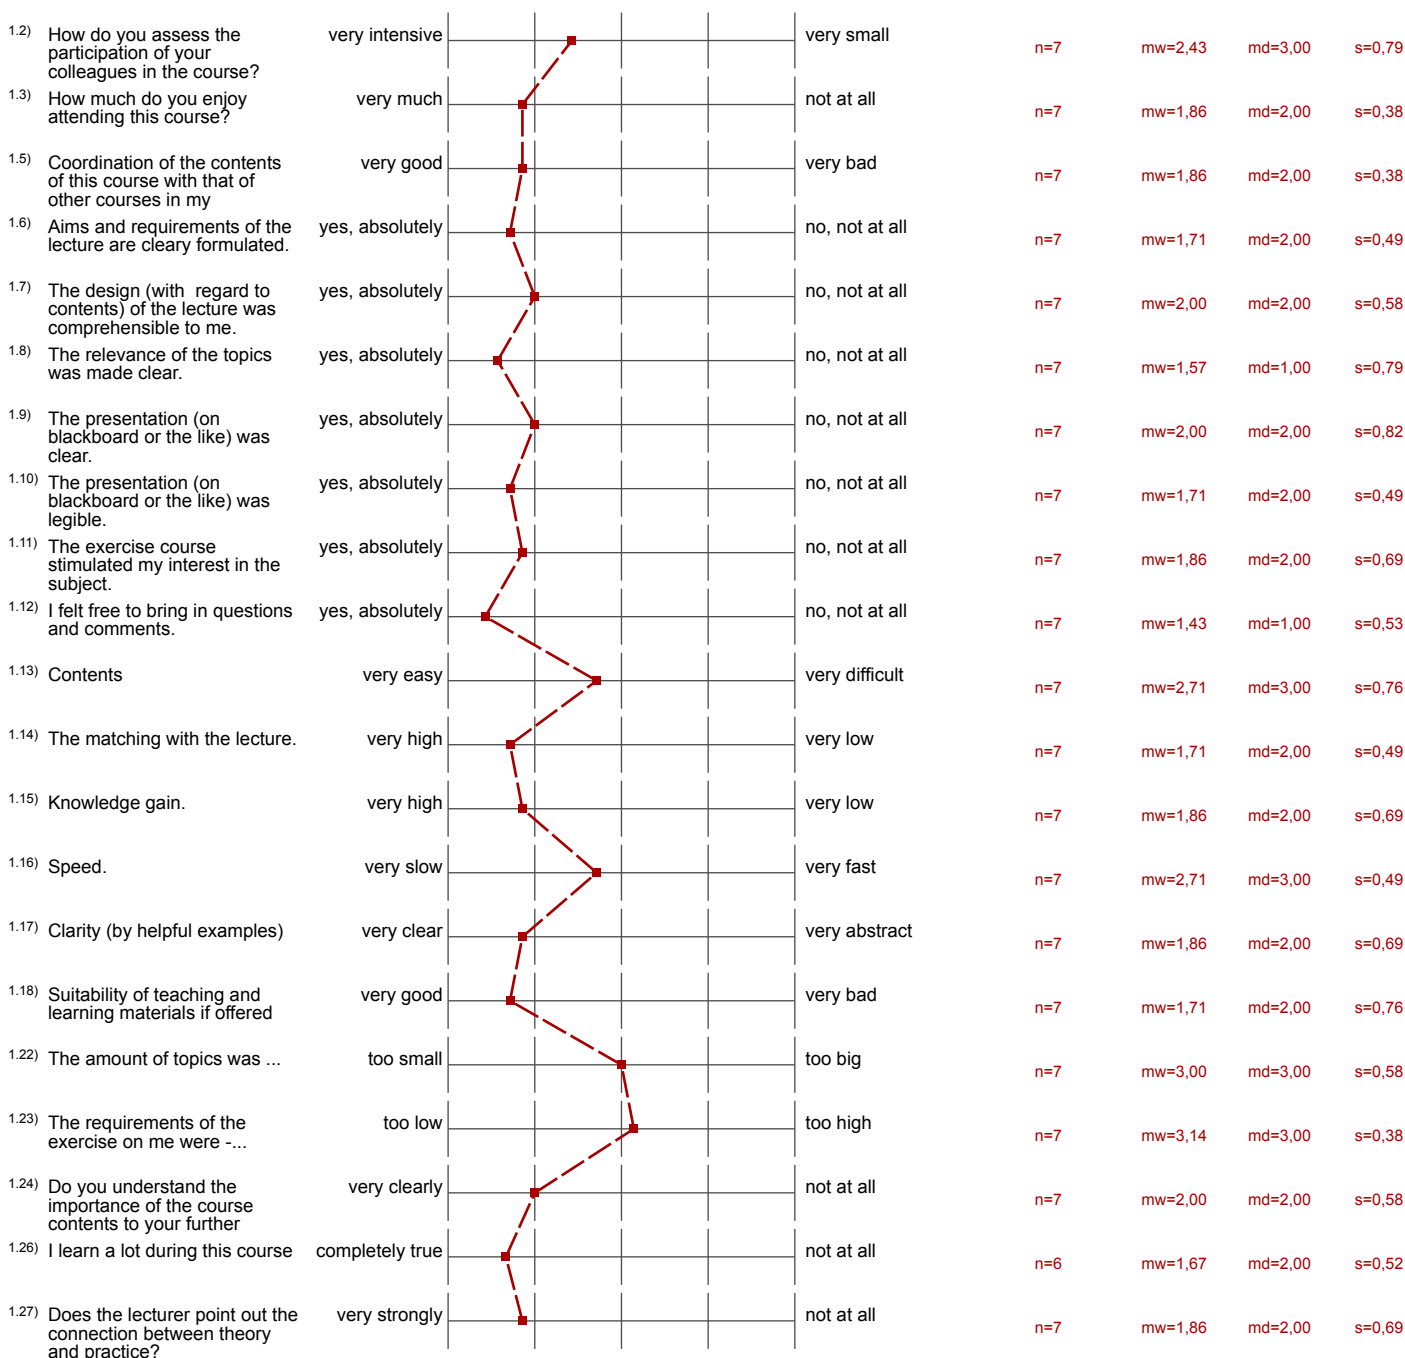 1.2) How do you assess the
participation of your
colleagues in the course?
very intensive
very small
n=7 mw=2,43 md=3,00 s=0,79
1.3) How much do you enjoy
attending this course?
very much
not at all
n=7 mw=1,86 md=2,00 s=0,38
1.5) Coordination of the contents
of this course with that of
other courses in my
very good
very bad
n=7 mw=1,86 md=2,00 s=0,38
1.6) Aims and requirements of the
lecture are cleary formulated.
yes, absolutely
no, not at all
n=7 mw=1,71 md=2,00 s=0,49
1.7) The design (with regard to
contents) of the lecture was
comprehensible to me.
yes, absolutely
no, not at all
n=7 mw=2,00 md=2,00 s=0,58
1.8) The relevance of the topics
was made clear.
yes, absolutely
no, not at all
n=7 mw=1,57 md=1,00 s=0,79
1.9) The presentation (on
blackboard or the like) was
clear.
yes, absolutely
no, not at all
n=7 mw=2,00 md=2,00 s=0,82
1.10) The presentation (on
blackboard or the like) was
legible.
yes, absolutely
no, not at all
n=7 mw=1,71 md=2,00 s=0,49
1.11) The exercise course
stimulated my interest in the
subject.
yes, absolutely
no, not at all
n=7 mw=1,86 md=2,00 s=0,69
1.12) I felt free to bring in questions
and comments.
yes, absolutely
no, not at all
n=7 mw=1,43 md=1,00 s=0,53
1.13) Contents
very easy
very difficult
n=7 mw=2,71 md=3,00 s=0,76
1.14) The matching with the lecture.
very high
very low
n=7 mw=1,71 md=2,00 s=0,49
1.15) Knowledge gain.
very high
very low
n=7 mw=1,86 md=2,00 s=0,69
1.16) Speed.
very slow
very fast
n=7 mw=2,71 md=3,00 s=0,49
1.17) Clarity (by helpful examples)
very clear
very abstract
n=7 mw=1,86 md=2,00 s=0,69
1.18) Suitability of teaching and
learning materials if offered
very good
very bad
n=7 mw=1,71 md=2,00 s=0,76
1.22) The amount of topics was ...
too small
too big
n=7 mw=3,00 md=3,00 s=0,58
1.23) The requirements of the
exercise on me were -...
too low
too high
n=7 mw=3,14 md=3,00 s=0,38
1.24) Do you understand the
importance of the course
contents to your further
very clearly
not at all
n=7 mw=2,00 md=2,00 s=0,58
1.26) I learn a lot during this course
completely true
not at all
n=6 mw=1,67 md=2,00 s=0,52
1.27) Does the lecturer point out the
connection between theory
and practice?
very strongly
not at all
n=7 mw=1,86 md=2,00 s=0,69